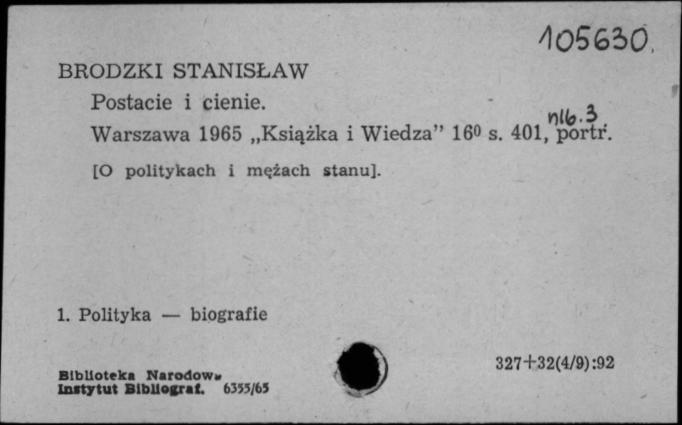 105630.
BRODZKI STANISŁAW
Postacie i cienie.
nlb. 3
Warszawa 1965 „Książka i Wiedza” 16⁰ s. 401, portr.
[O politykach i mężach stanu].
1. Polityka — biografie
327+32(4/9):92
Biblioteka Narodowa
Instytut Bibliograf. 6355/65